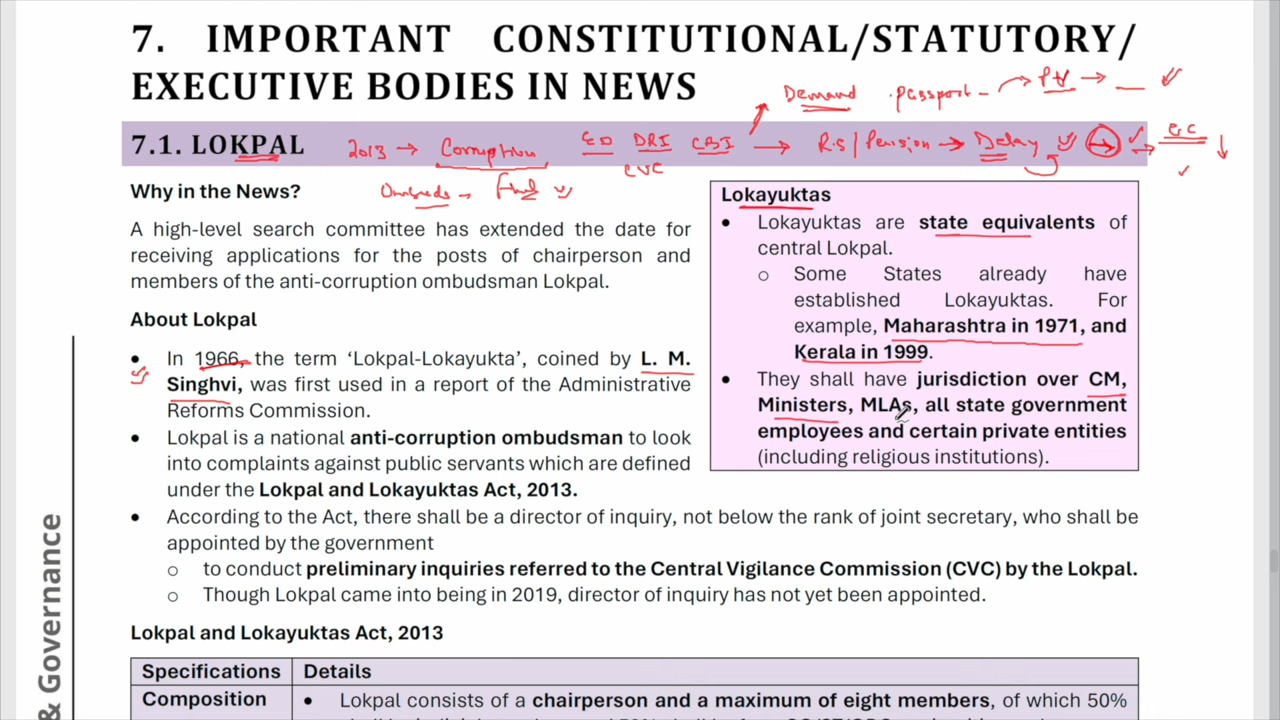 7. IMPORTANT CONSTITUTIONAL/STATUTORY/
EXECUTIVE BODIES IN NEWS
Demand passport
7.1. LOKPAL 2013 → Corruption ED DRI CBI → RS/Pension → Delay
CVC
Why in the News?
A high-level search committee has extended the date for
receiving applications for the posts of chairperson and
members of the anti-corruption ombudsman Lokpal.
About Lokpal
• In 1966, the term ‘Lokpal-Lokayukta’, coined by L. M.
Singhvi, was first used in a report of the Administrative
Reforms Commission.
• Lokpal is a national anti-corruption ombudsman to look
into complaints against public servants which are defined
under the Lokpal and Lokayuktas Act, 2013.
Lokayuktas
• Lokayuktas are state equivalents of
central Lokpal.
o Some States already have
established Lokayuktas. For
example, Maharashtra in 1971, and
Kerala in 1999.
• They shall have jurisdiction over CM,
Ministers, MLAs, all state government
employees and certain private entities
(including religious institutions).
• According to the Act, there shall be a director of inquiry, not below the rank of joint secretary, who shall be
appointed by the government
o to conduct preliminary inquiries referred to the Central Vigilance Commission (CVC) by the Lokpal.
o Though Lokpal came into being in 2019, director of inquiry has not yet been appointed.
Lokpal and Lokayuktas Act, 2013
Specifications Details
Composition • Lokpal consists of a chairperson and a maximum of eight members, of which 50%
& Governance